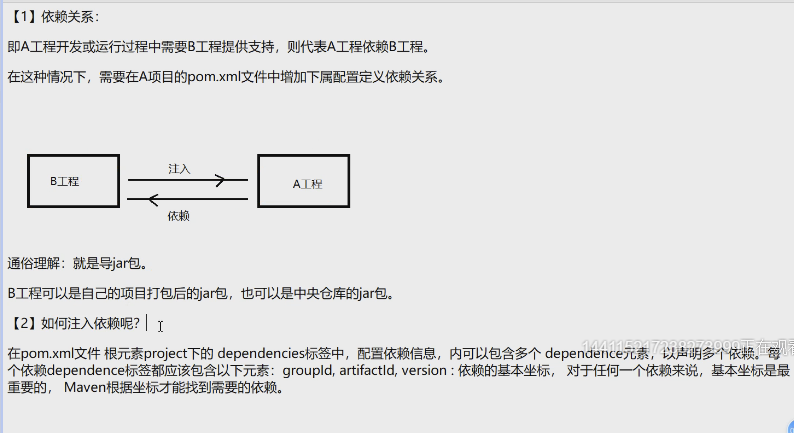 【1】依赖关系：
即A工程开发或运行过程中需要B工程提供支持，则代表A工程依赖B工程。
在这种情况下，需要在A项目的pom.xml文件中增加下属配置定义依赖关系。
注入
B工程
A工程
依赖
通俗理解：就是导jar包。
B工程可以是自己的项目打包后的jar包，也可以是中央仓库的jar包。
【2】如何注入依赖呢？
在pom.xml文件 根元素project下的 dependencies标签中，配置依赖信息，内可以包含多个 dependence元素，以声明多个依赖。每
个依赖dependence标签都应该包含以下元素：groupId, artifactId, version : 依赖的基本坐标， 对于任何一个依赖来说，基本坐标是最
重要的， Maven根据坐标才能找到需要的依赖。